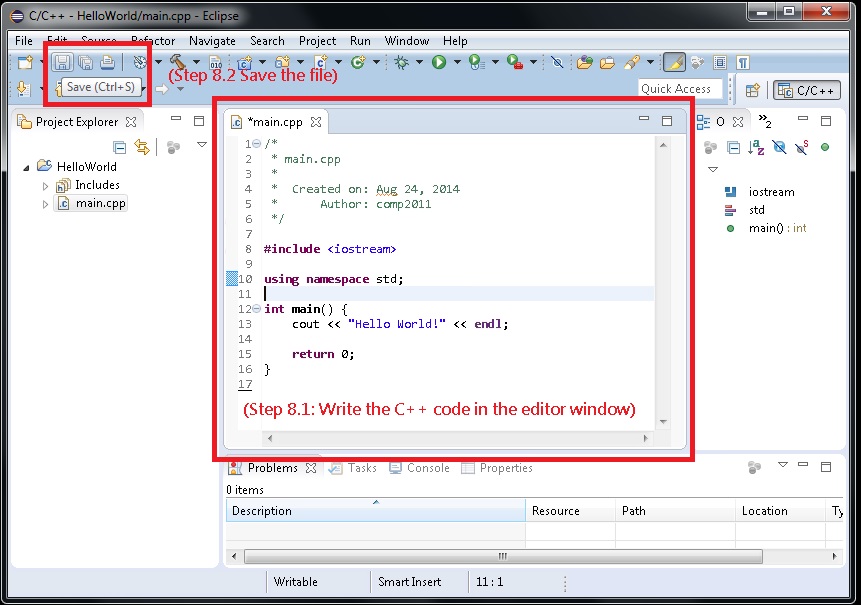 C/C++ - HelloWorld/main.cpp - Eclipse
File Edit Source Refactor Navigate Search Project Run Window Help
010
(Step 8.2 Save the file)
Save (Ctrl+S)
Quick Access
C/C++
Project Explorer
HelloWorld
Includes
main.cpp
*main.cpp
1 /*
2  * main.cpp
3  *
4  *  Created on: Aug 24, 2014
5  *      Author: comp2011
6  */
7
8 #include <iostream>
9
10 using namespace std;
11
12 int main() {
13     cout << "Hello World!" << endl;
14
15     return 0;
16 }
17
(Step 8.1: Write the C++ code in the editor window)
O
»2
iostream
std
main() : int
Problems Tasks Console Properties
0 items
Description Resource Path Location Ty
Writable Smart Insert 11 : 1